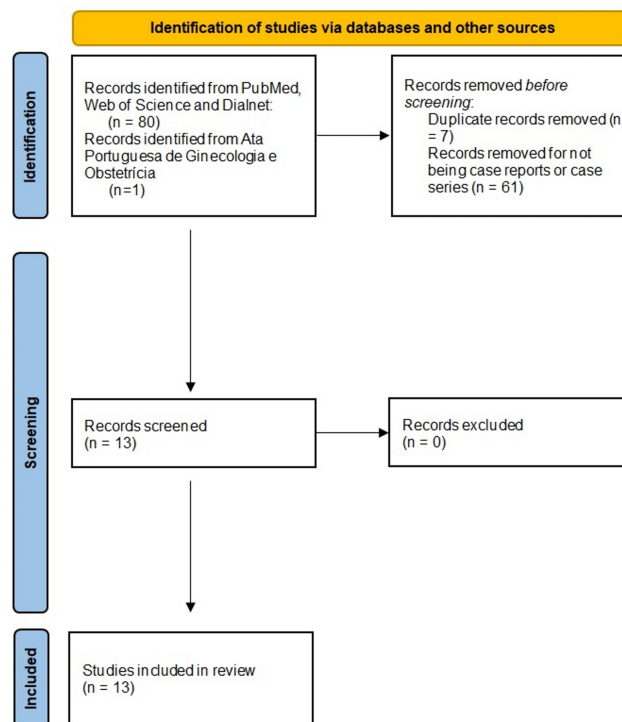 Identification of studies via databases and other sources
Identification
Records identified from PubMed,
Web of Science and Dialnet:
(n = 80)
Records identified from Ata
Portuguesa de Ginecologia e
Obstetrícia
(n=1)
Records removed before
screening:
Duplicate records removed (n
= 7)
Records removed for not
being case reports or case
series (n = 61)
Screening
Records screened
(n = 13)
Records excluded
(n = 0)
Included
Studies included in review
(n = 13)